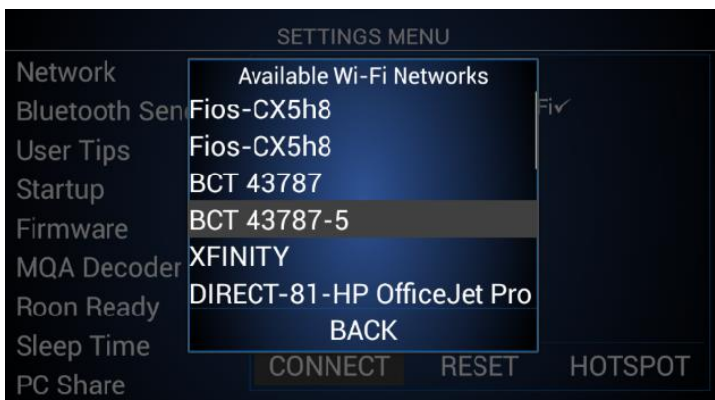 SETTINGS MENU
Network
Bluetooth Sen
User Tips
Startup
Firmware
MQA Decoder
Roon Ready
Sleep Time
PC Share
Available Wi-Fi Networks
Fios-CX5h8
Fios-CX5h8
BCT 43787
BCT 43787-5
XFINITY
DIRECT-81-HP OfficeJet Pro
BACK
Fi✓
CONNECT RESET HOTSPOT